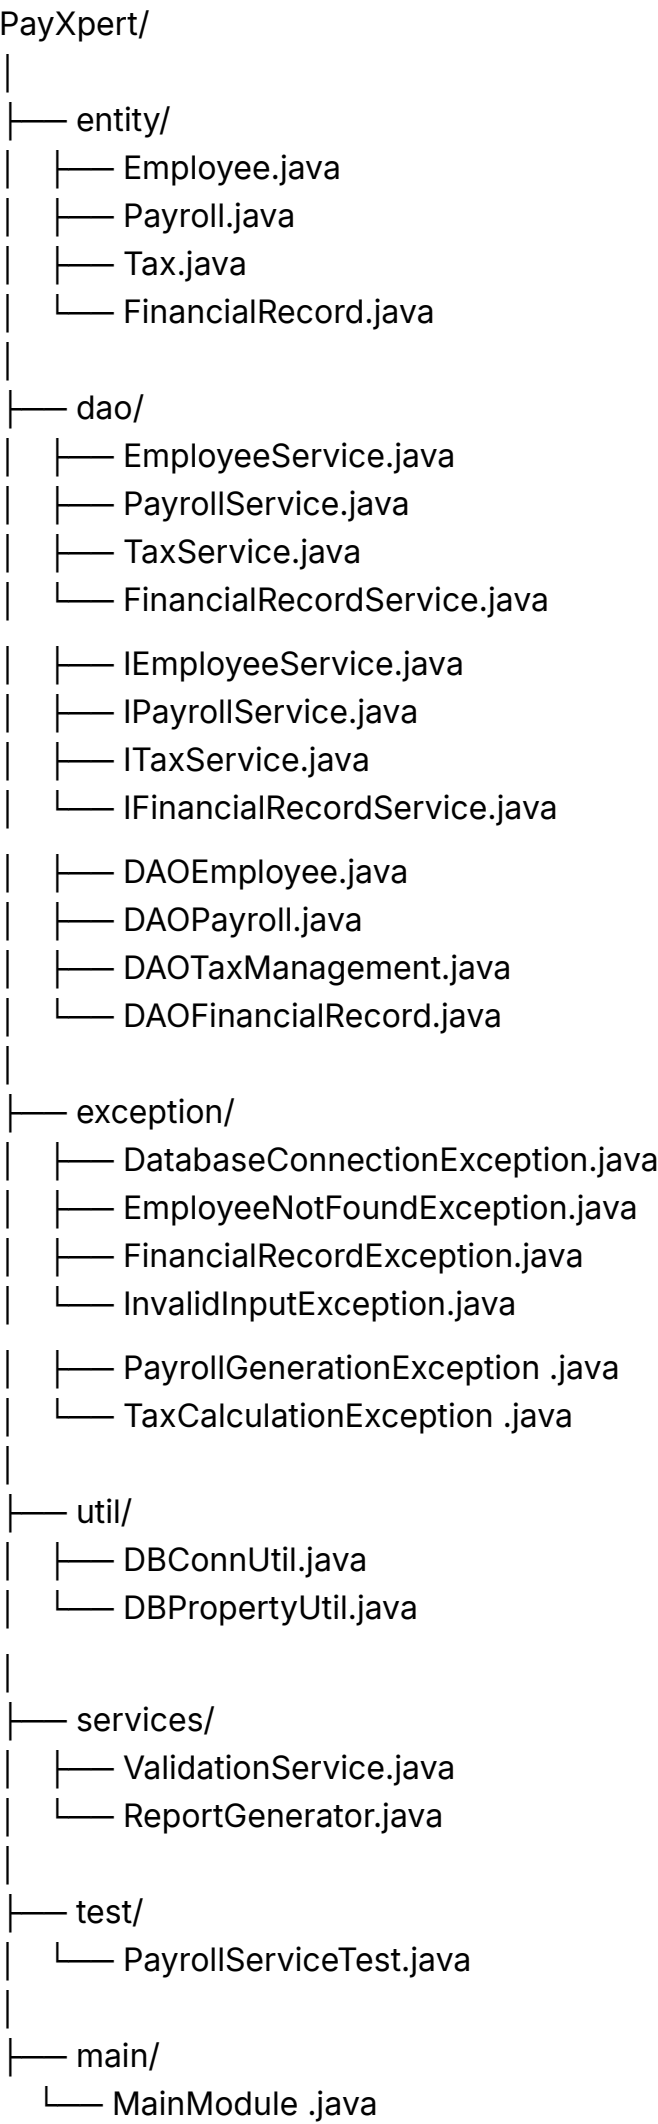 PayXpert/
│
├── entity/
│   ├── Employee.java
│   ├── Payroll.java
│   ├── Tax.java
│   └── FinancialRecord.java
│
├── dao/
│   ├── EmployeeService.java
│   ├── PayrollService.java
│   ├── TaxService.java
│   └── FinancialRecordService.java
│   ├── IEmployeeService.java
│   ├── IPayrollService.java
│   ├── ITaxService.java
│   └── IFinancialRecordService.java
│   ├── DAOEmployee.java
│   ├── DAOPayroll.java
│   ├── DAOTaxManagement.java
│   └── DAOFinancialRecord.java
│
├── exception/
│   ├── DatabaseConnectionException.java
│   ├── EmployeeNotFoundException.java
│   ├── FinancialRecordException.java
│   └── InvalidInputException.java
│   ├── PayrollGenerationException .java
│   └── TaxCalculationException .java
│
├── util/
│   ├── DBConnUtil.java
│   └── DBPropertyUtil.java
│
├── services/
│   ├── ValidationService.java
│   └── ReportGenerator.java
│
├── test/
│   └── PayrollServiceTest.java
│
├── main/
    └── MainModule .java